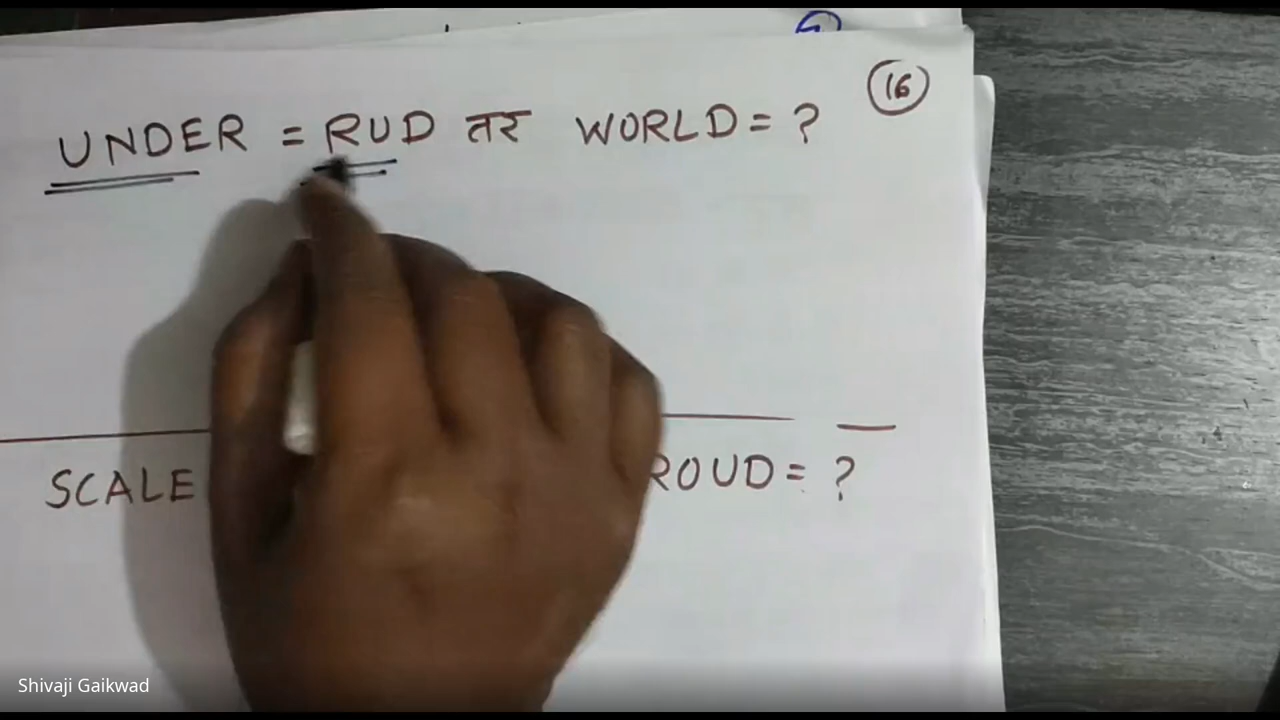 16
UNDER = RUD तर WORLD = ?
SCALE ROUD = ?
Shivaji Gaikwad